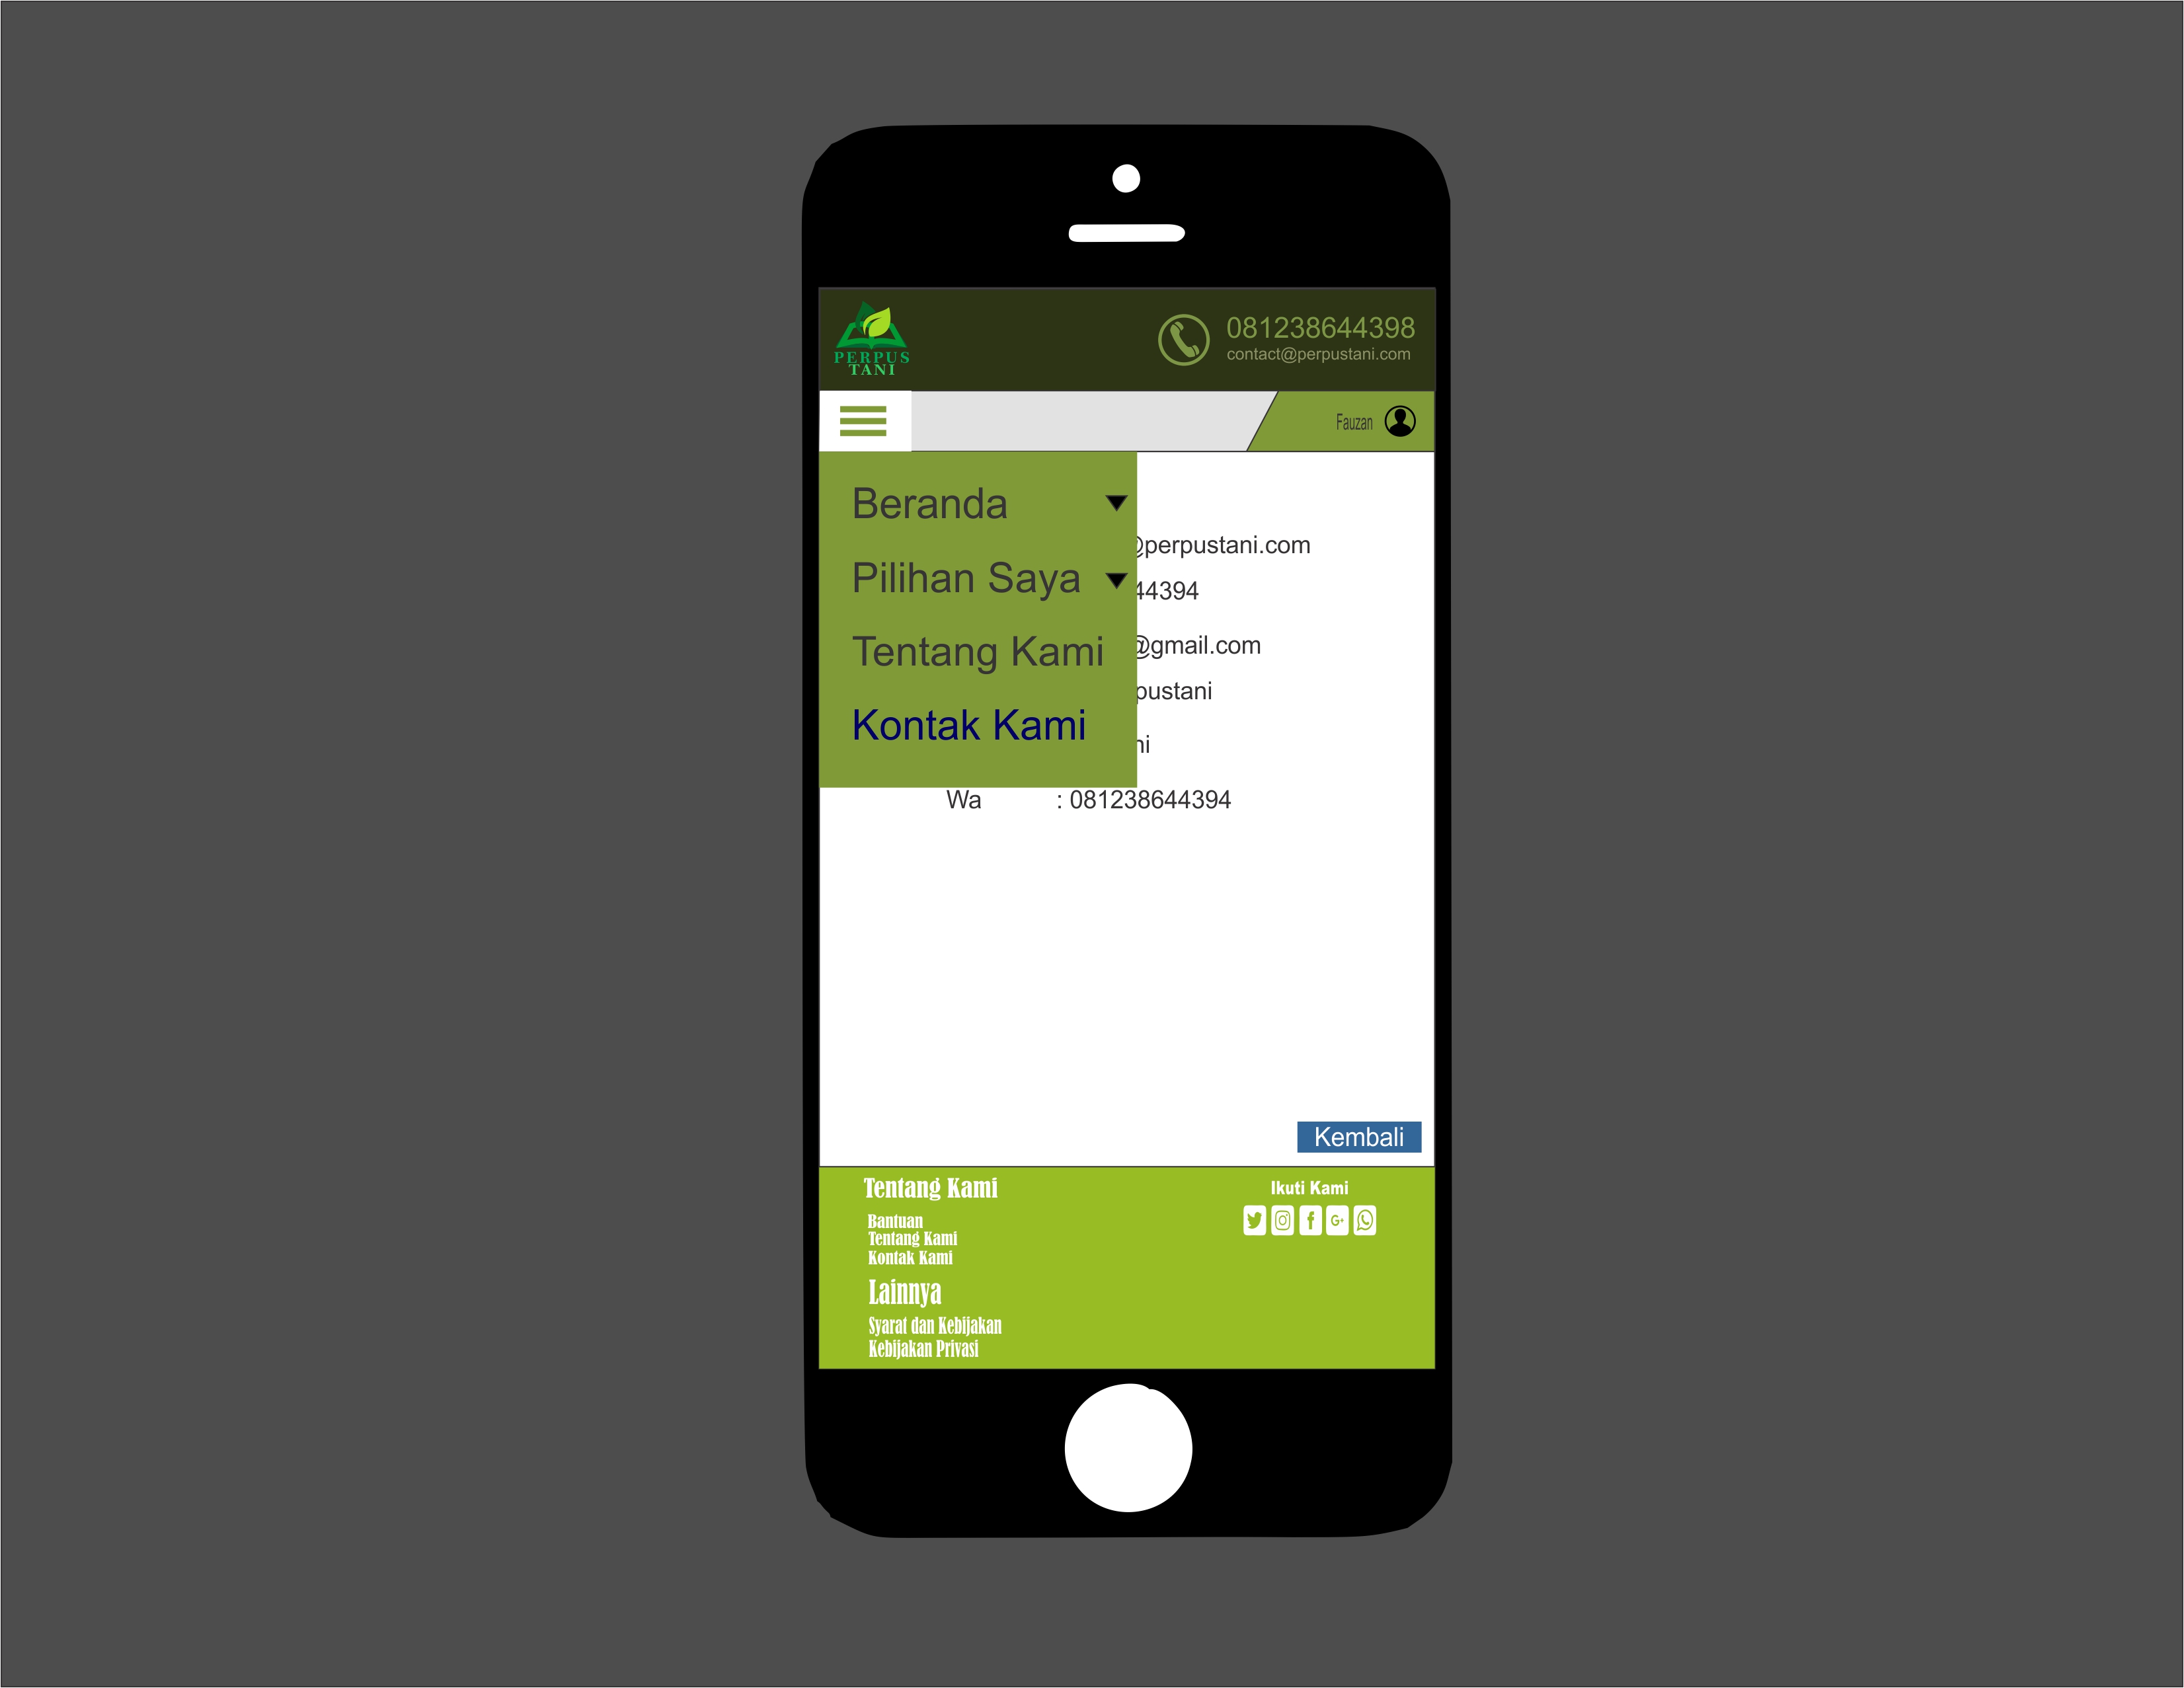 PERPUS
TANI
081238644398
contact@perpustani.com
Fauzan
Beranda
@perpustani.com
Pilihan Saya
44394
Tentang Kami
@gmail.com
pustani
Kontak Kami
ni
Wa : 081238644394
Kembali
Tentang Kami
Ikuti Kami
Bantuan
Tentang Kami
Kontak Kami
Lainnya
Syarat dan Kebijakan
Kebijakan Privasi